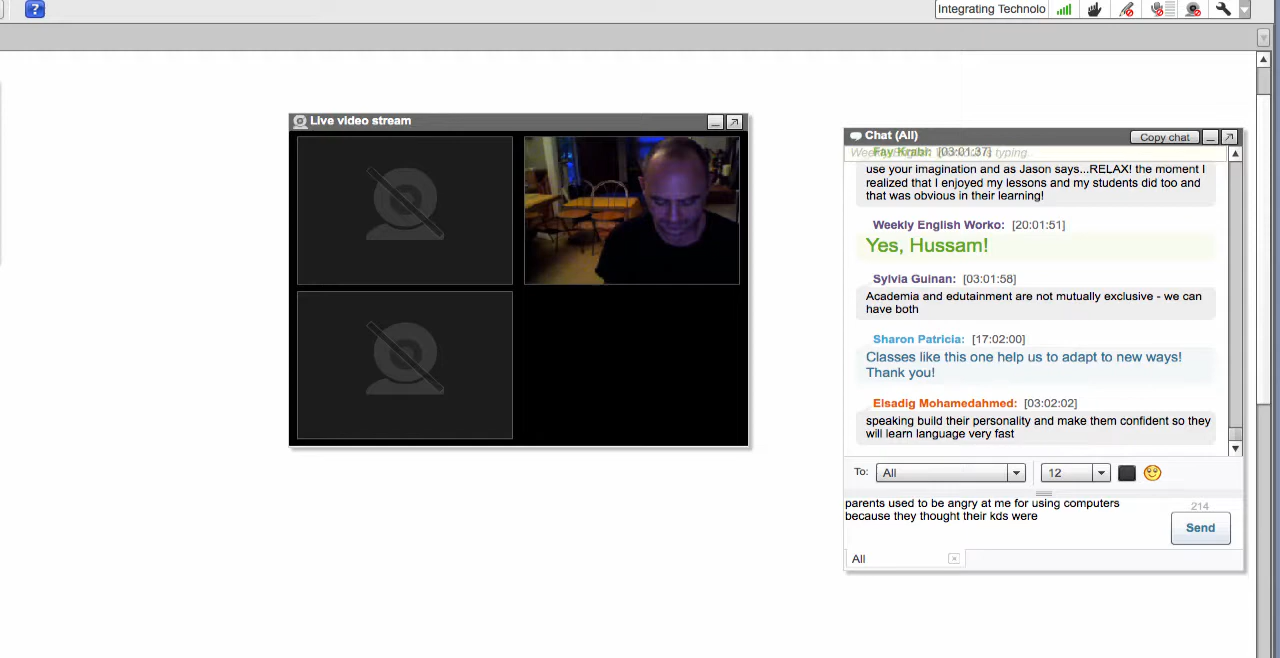 ?
Integrating Technolo
Live video stream
Chat (All)
Copy chat
Fay Krabi: [03:01:37]
is typing.
use your imagination and as Jason says...RELAX! the moment I
realized that I enjoyed my lessons and my students did too and
that was obvious in their learning!
Weekly English Worko: [20:01:51]
Yes, Hussam!
Sylvia Guinan: [03:01:58]
Academia and edutainment are not mutually exclusive - we can
have both
Sharon Patricia: [17:02:00]
Classes like this one help us to adapt to new ways!
Thank you!
Elsadig Mohamedahmed: [03:02:02]
speaking build their personality and make them confident so they
will learn language very fast
To: All 12
parents used to be angry at me for using computers
because they thought their kds were
214
Send
All